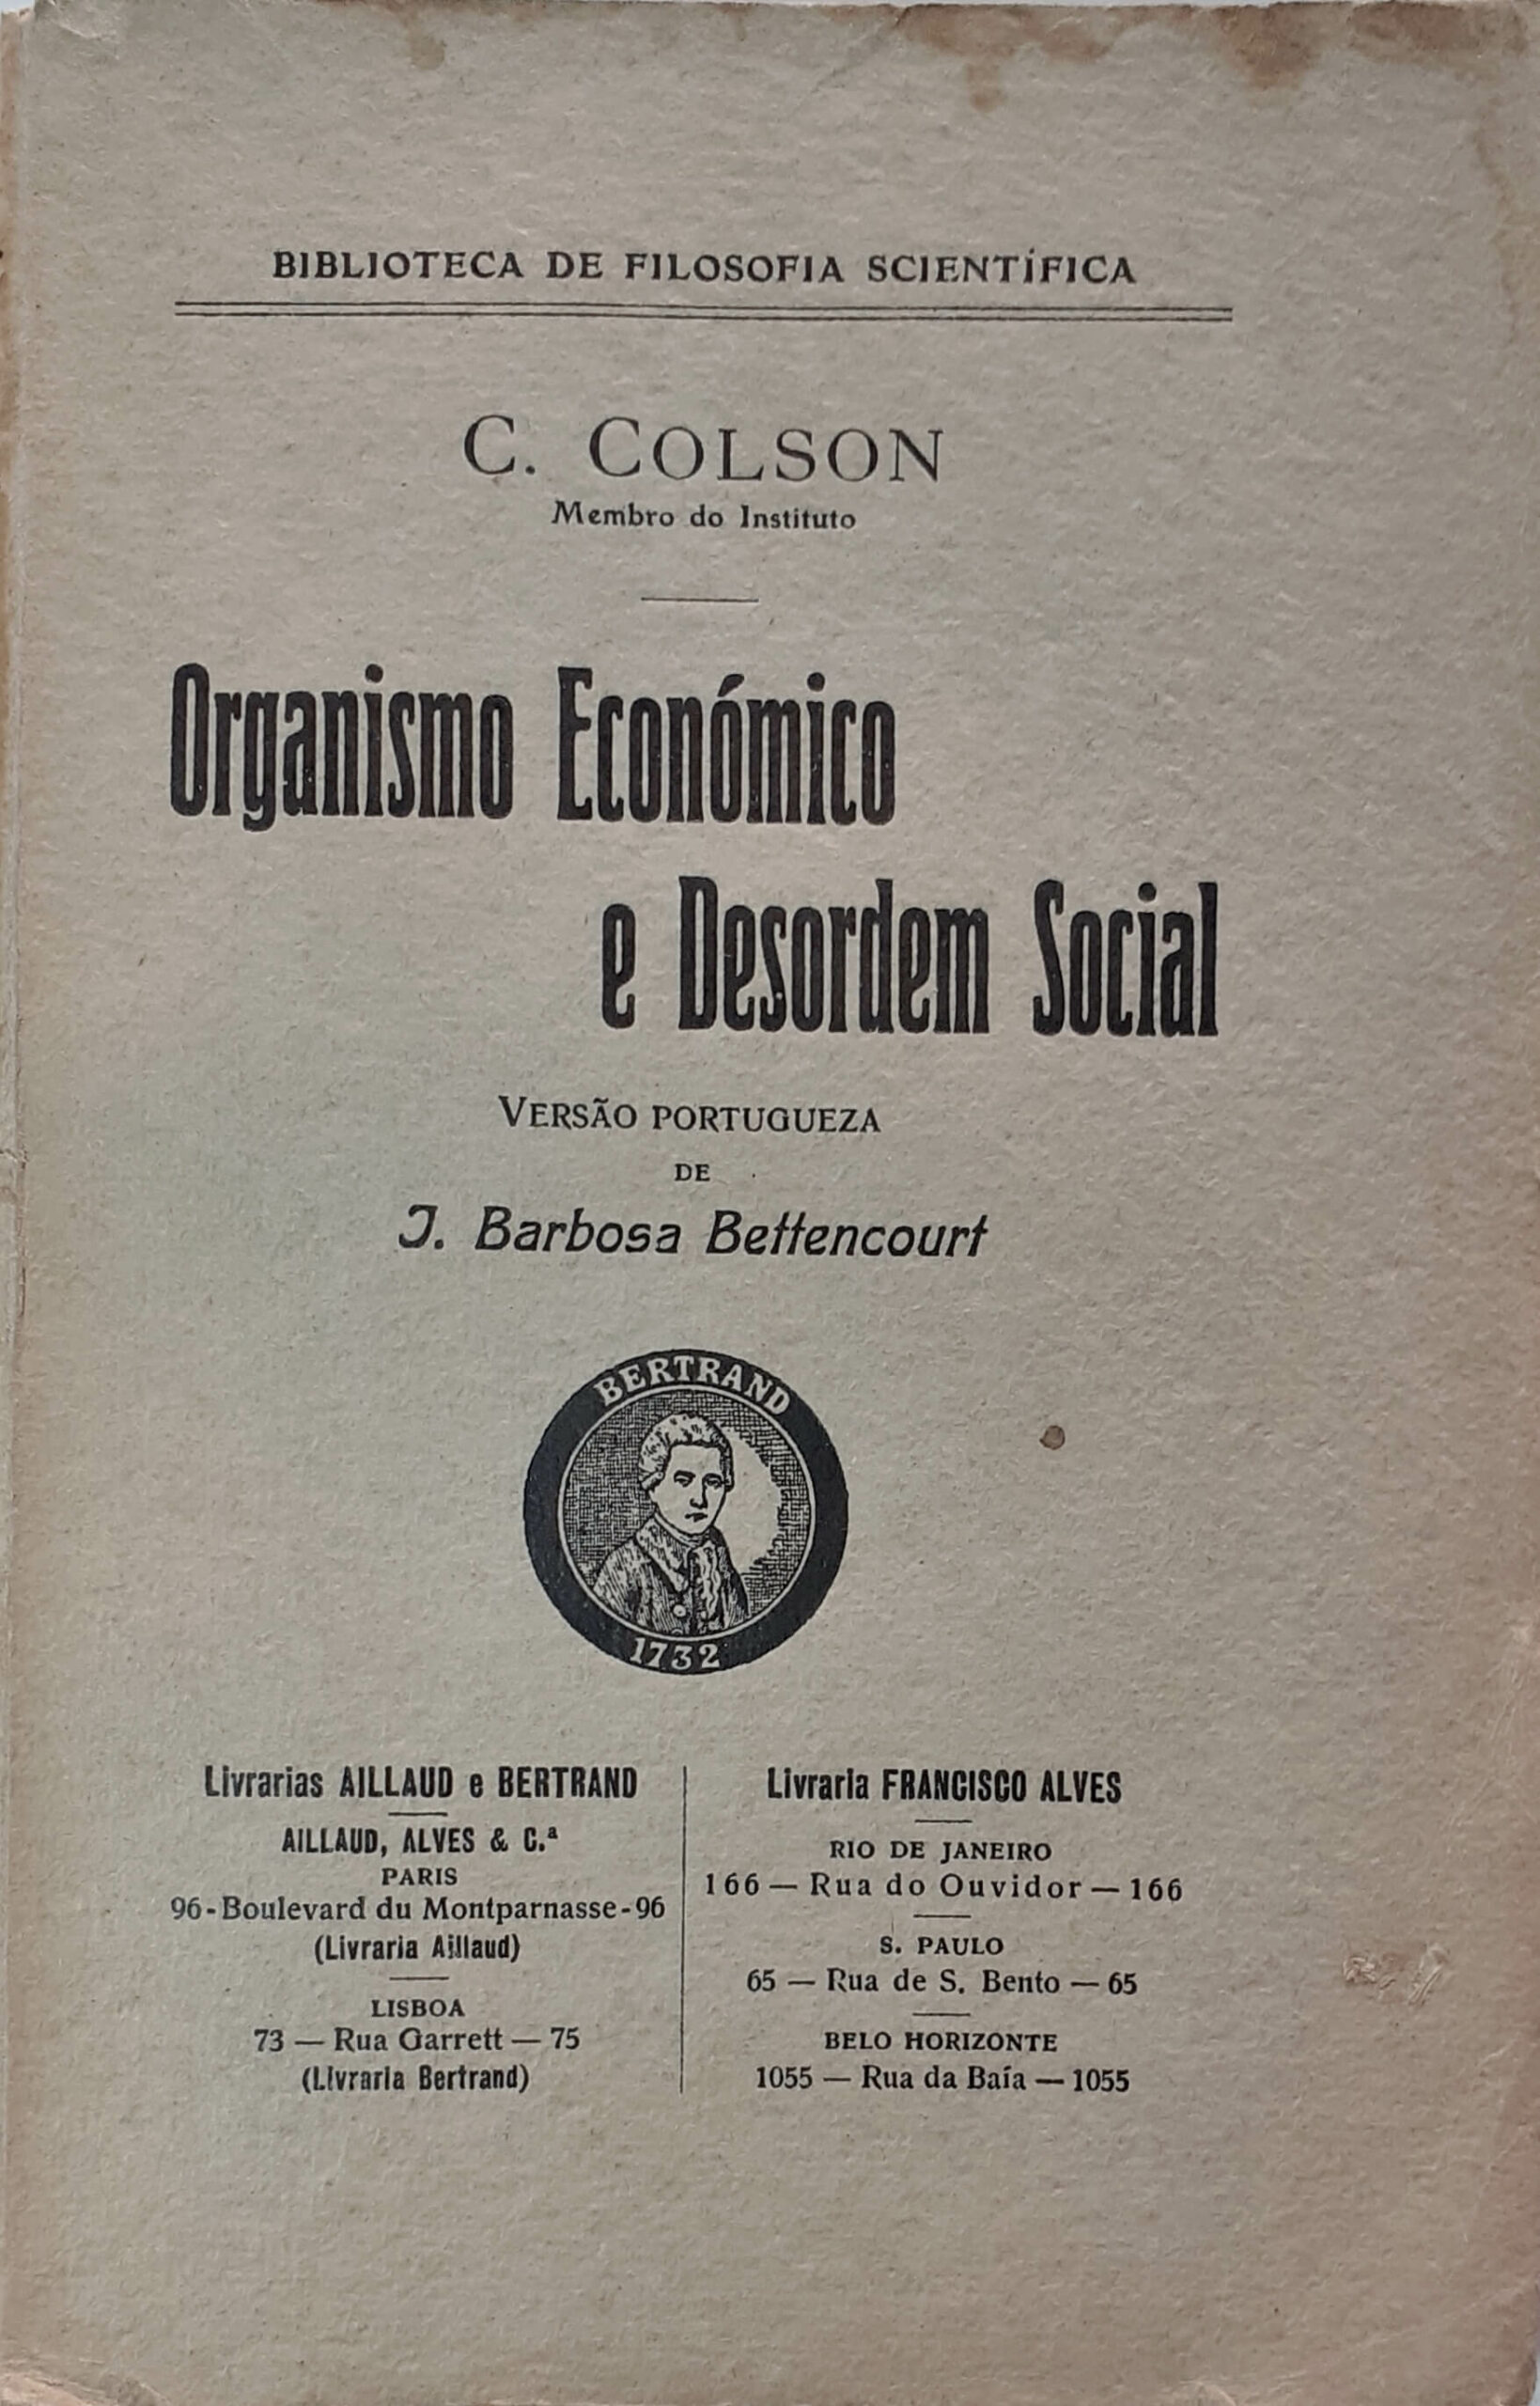 BIBLIOTECA DE FILOSOFIA SCIENTÍFICA
C. COLSON
Membro do Instituto
Organismo Económico
e Desordem Social
VERSÃO PORTUGUEZA
DE
J. Barbosa Bettencourt
BERTRAND
1732
Livrarias AILLAUD e BERTRAND
AILLAUD, ALVES & C.ª
PARIS
96-Boulevard du Montparnasse-96
(Livraria Aillaud)
LISBOA
73 — Rua Garrett — 75
(Livraria Bertrand)
Livraria FRANCISCO ALVES
RIO DE JANEIRO
166 — Rua do Ouvidor — 166
S. PAULO
65 — Rua de S. Bento — 65
BELO HORIZONTE
1055 — Rua da Baía — 1055